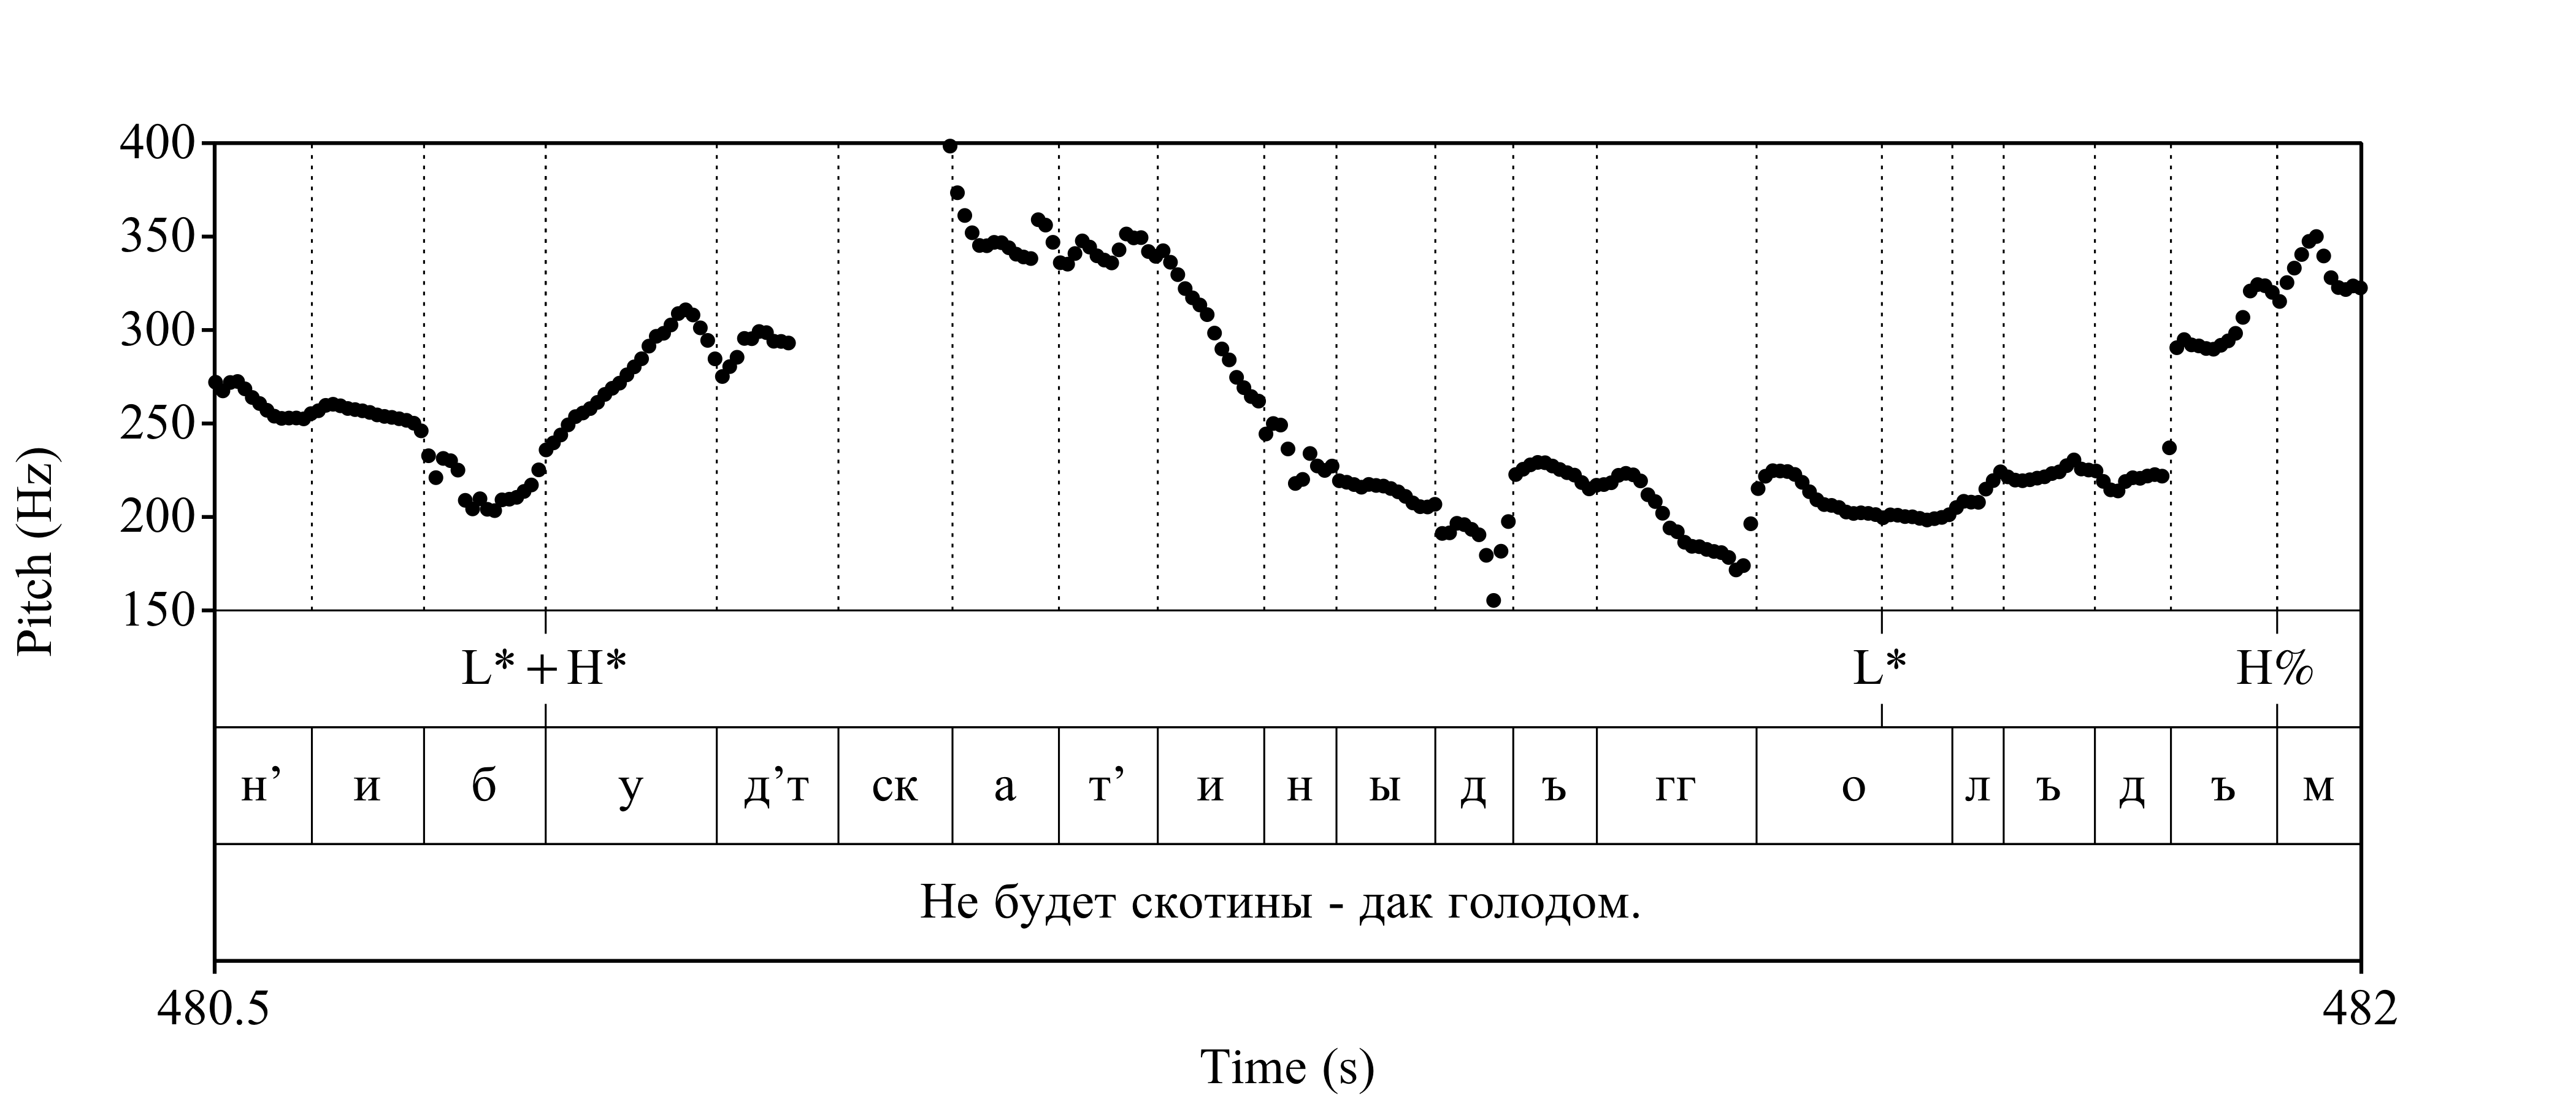 400
350
300
250
200
150
Pitch (Hz)
L* + H* L* H%
н’ и б у д’т ск а т’ и н ы д ъ гг о л ъ д ъ м
Не будет скотины - дак голодом.
480.5 482
Time (s)